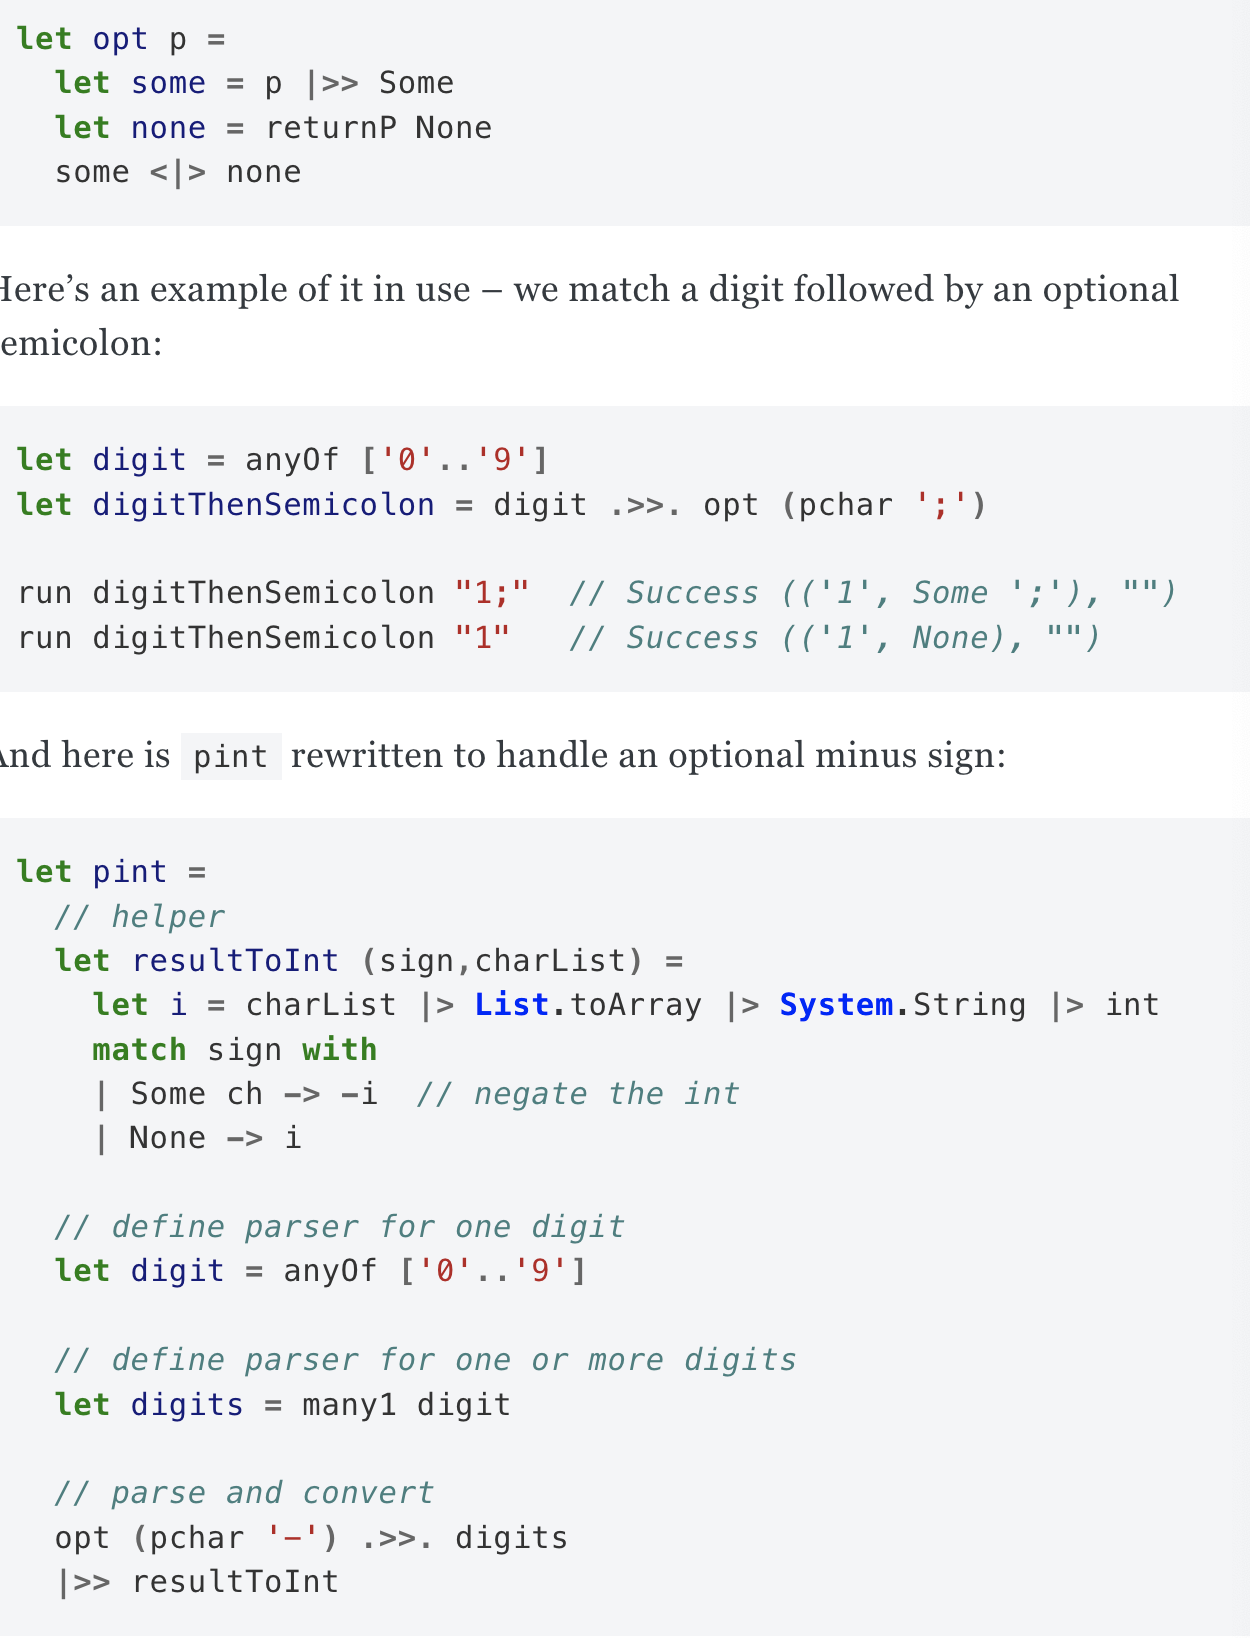 let opt p =
  let some = p |>> Some
  let none = returnP None
  some <|> none
Here’s an example of it in use – we match a digit followed by an optional
emicolon:
let digit = anyOf ['0'..'9']
let digitThenSemicolon = digit .>>. opt (pchar ';')
run digitThenSemicolon "1;"  // Success (('1', Some ';'), "")
run digitThenSemicolon "1"   // Success (('1', None), "")
And here is pint rewritten to handle an optional minus sign:
let pint =
  // helper
  let resultToInt (sign,charList) =
    let i = charList |> List.toArray |> System.String |> int
    match sign with
    | Some ch -> -i  // negate the int
    | None -> i
  // define parser for one digit
  let digit = anyOf ['0'..'9']
  // define parser for one or more digits
  let digits = many1 digit
  // parse and convert
  opt (pchar '-') .>>. digits
  |>> resultToInt